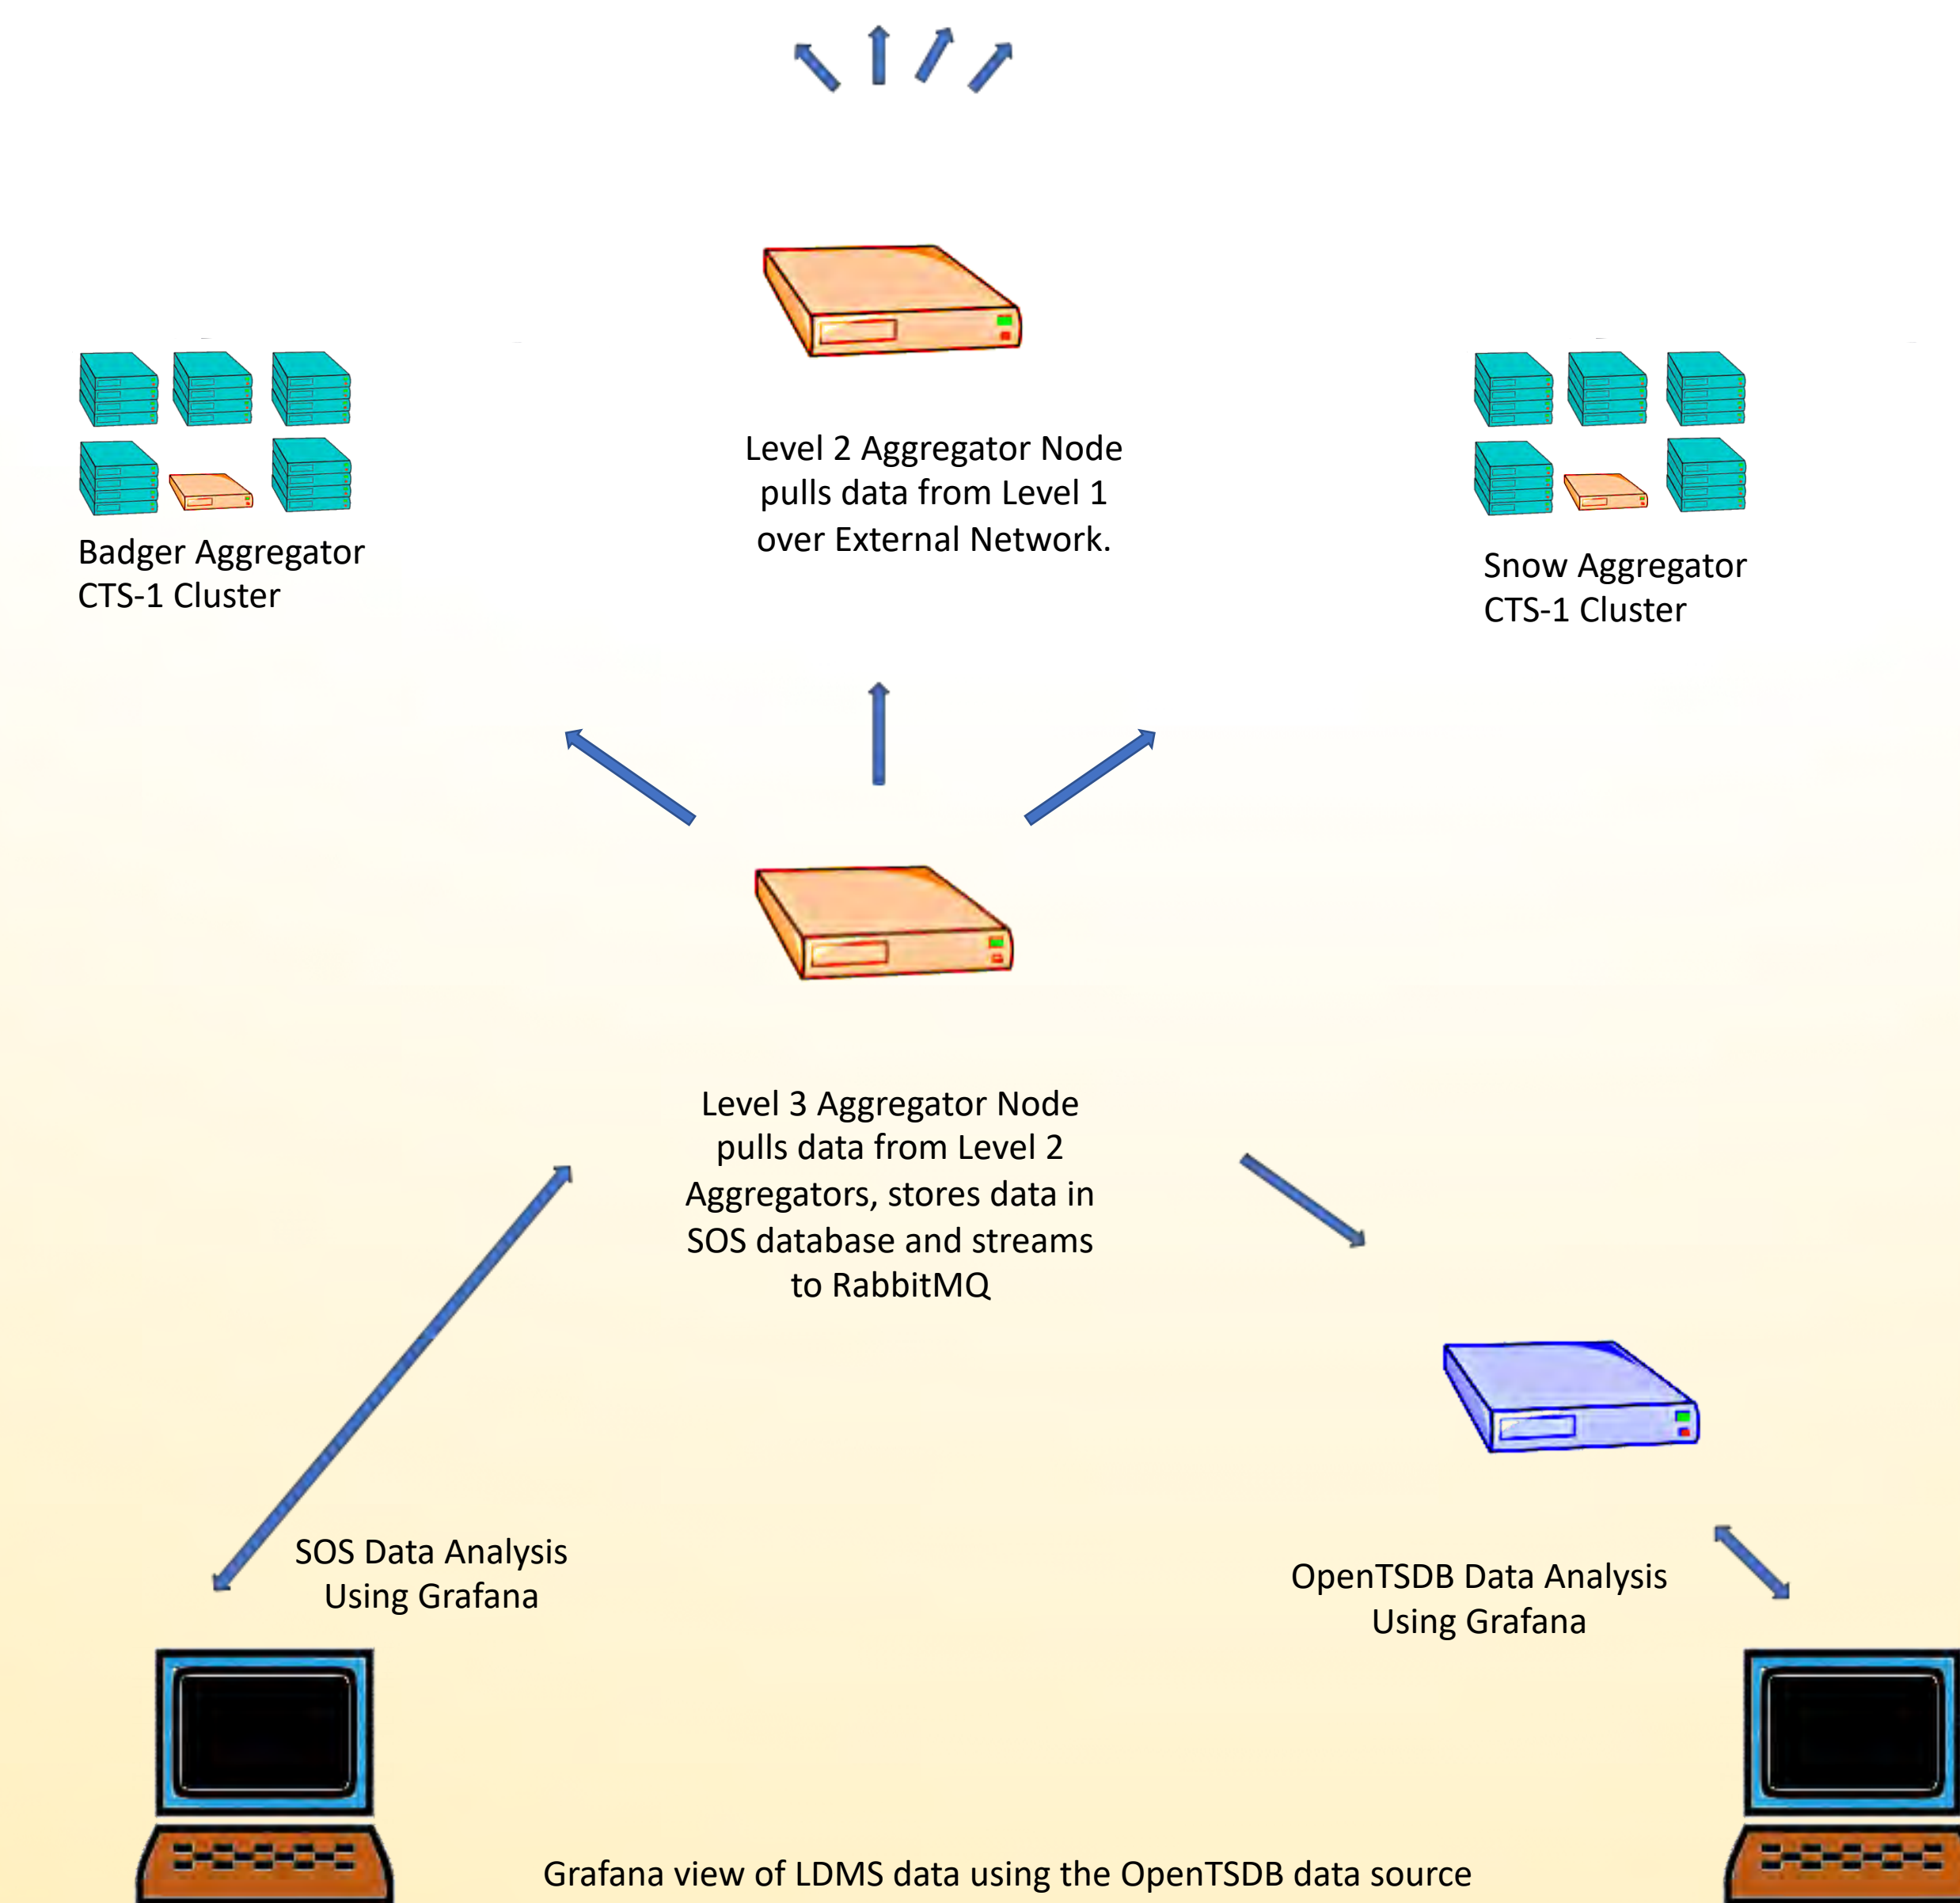 Level 2 Aggregator Node
pulls data from Level 1
over External Network.
Badger Aggregator
CTS-1 Cluster
Snow Aggregator
CTS-1 Cluster
Level 3 Aggregator Node
pulls data from Level 2
Aggregators, stores data in
SOS database and streams
to RabbitMQ
SOS Data Analysis
Using Grafana
OpenTSDB Data Analysis
Using Grafana
Grafana view of LDMS data using the OpenTSDB data source